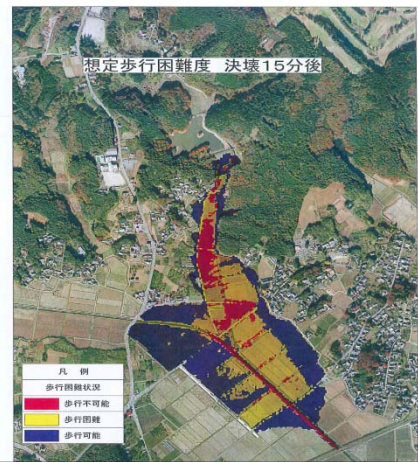 想定歩行困難度 決壊15分後
凡 例
歩行困難状況
歩行不可能
歩行困難
歩行可能